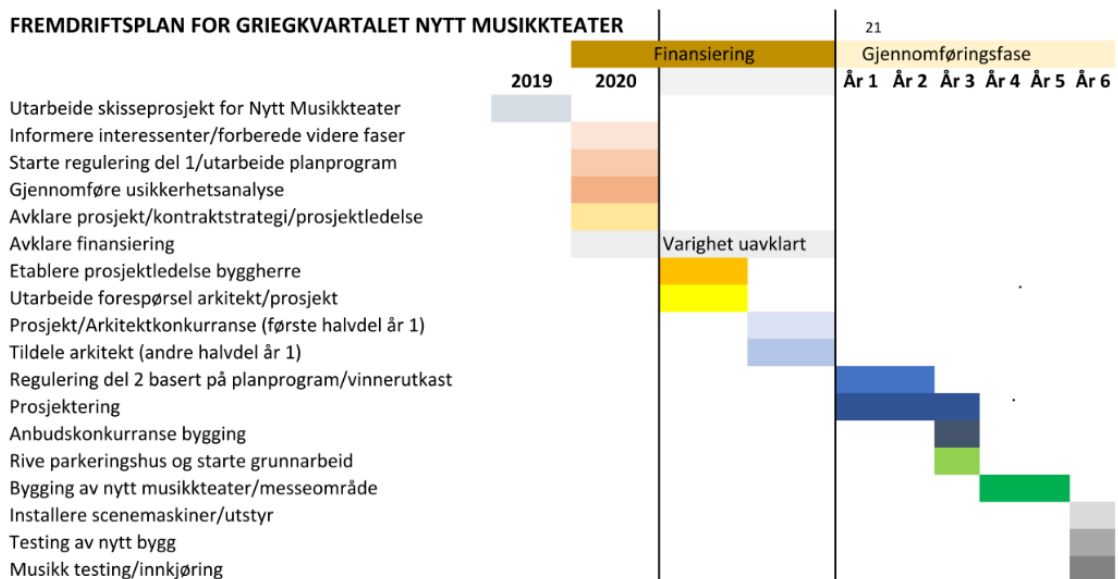 FREMDRIFTSPLAN FOR GRIEGKVARTALET NYTT MUSIKKTEATER
21
Finansiering Gjennomføringsfase
2019 2020 År 1 År 2 År 3 År 4 År 5 År 6
Utarbeide skisseprosjekt for Nytt Musikkteater
Informere interessenter/forberede videre faser
Starte regulering del 1/utarbeide planprogram
Gjennomføre usikkerhetsanalyse
Avklare prosjekt/kontraktstrategi/prosjektledelse
Avklare finansiering Varighet uavklart
Etablere prosjektledelse byggherre
Utarbeide forespørsel arkitekt/prosjekt
Prosjekt/Arkitektkonkurranse (første halvdel år 1)
Tildele arkitekt (andre halvdel år 1)
Regulering del 2 basert på planprogram/vinnerutkast
Prosjektering
Anbudskonkurranse bygging
Rive parkeringshus og starte grunnarbeid
Bygging av nytt musikkteater/messeområde
Installere scenemaskiner/utstyr
Testing av nytt bygg
Musikk testing/innkjøring